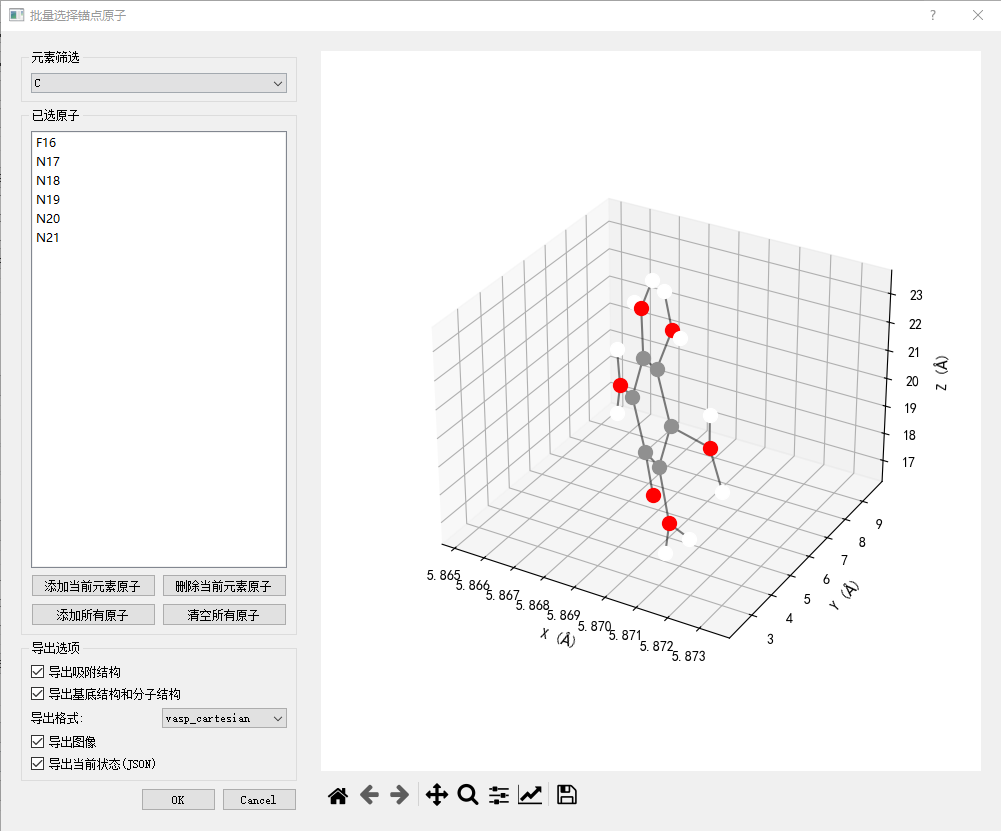 批量选择锚点原子
?
元素筛选
C
已选原子
F16
N17
N18
N19
N20
N21
添加当前元素原子
删除当前元素原子
添加所有原子
清空所有原子
导出选项
导出吸附结构
导出基底结构和分子结构
导出格式:
vasp_cartesian
导出图像
导出当前状态(JSON)
OK
Cancel
23
22
21
20
19
18
17
Z (Å)
9
8
7
6
5
4
3
Y (Å)
5.865
5.866
5.867
5.868
5.869
5.870
5.871
5.872
5.873
X (Å)